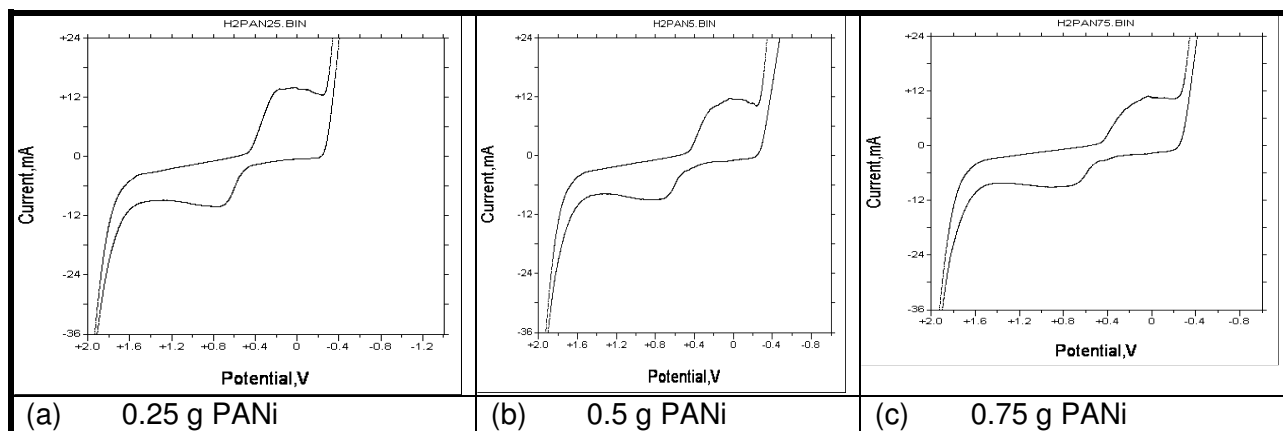 H2PAN25.BIN
+24
+12
0
-12
-24
-36
Current,mA
+2.0 +1.6 +1.2 +0.8 +0.4 0 -0.4 -0.8 -1.2
Potential,V
(a) 0.25 g PANi
H2PAN5.BIN
+24
+12
0
-12
-24
-36
Current,mA
+2.0 +1.6 +1.2 +0.8 +0.4 0 -0.4 -0.8
Potential,V
(b) 0.5 g PANi
H2PAN75.BIN
+24
+12
0
-12
-24
-36
Current,mA
+2.0 +1.6 +1.2 +0.8 +0.4 0 -0.4 -0.8
Potential,V
(c) 0.75 g PANi